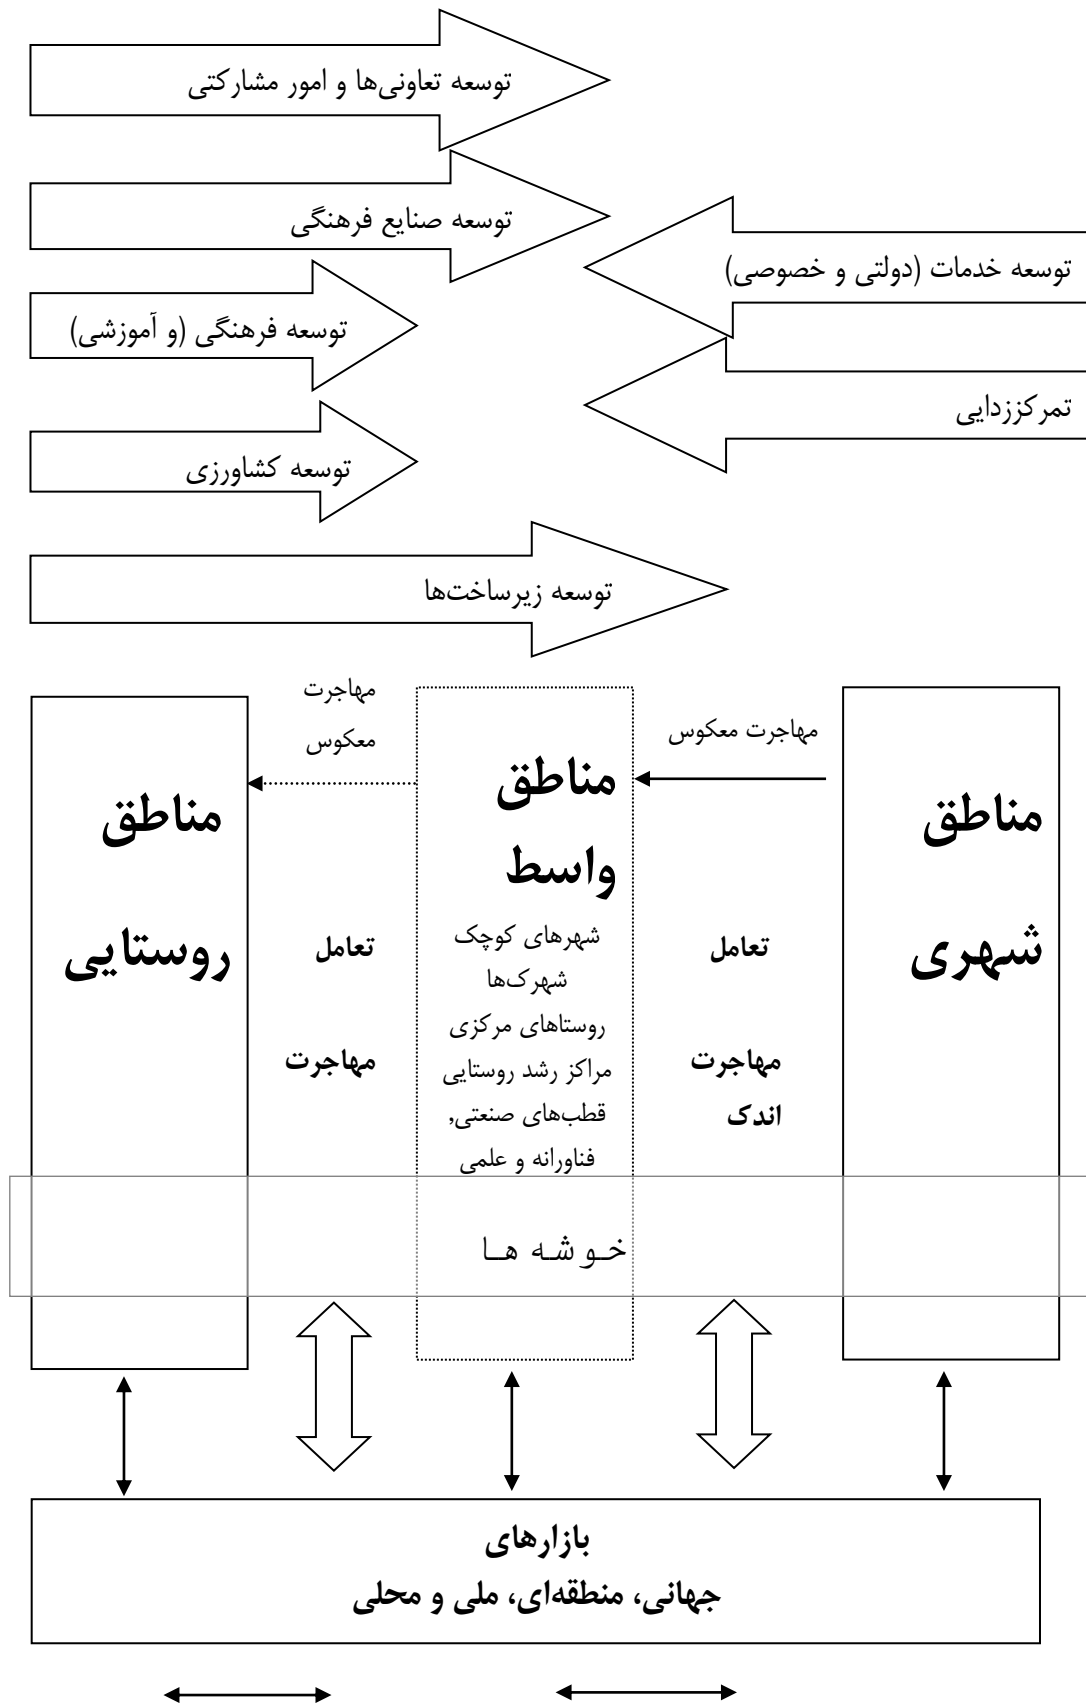 توسعه تعاونی‌ها و امور مشارکتی
توسعه صنایع فرهنگی
توسعه خدمات (دولتی و خصوصی)
توسعه فرهنگی (و آموزشی)
تمرکززدایی
توسعه کشاورزی
توسعه زیرساخت‌ها
مناطق
شهری
مهاجرت معکوس
تعامل
مهاجرت
اندک
مناطق
واسط
شهرهای کوچک
شهرک‌ها
روستاهای مرکزی
مراکز رشد روستایی
قطب‌های صنعتی,
فناورانه و علمی
مهاجرت
معکوس
تعامل
مهاجرت
مناطق
روستایی
خوشه ها
بازارهای
جهانی، منطقه‌ای، ملی و محلی